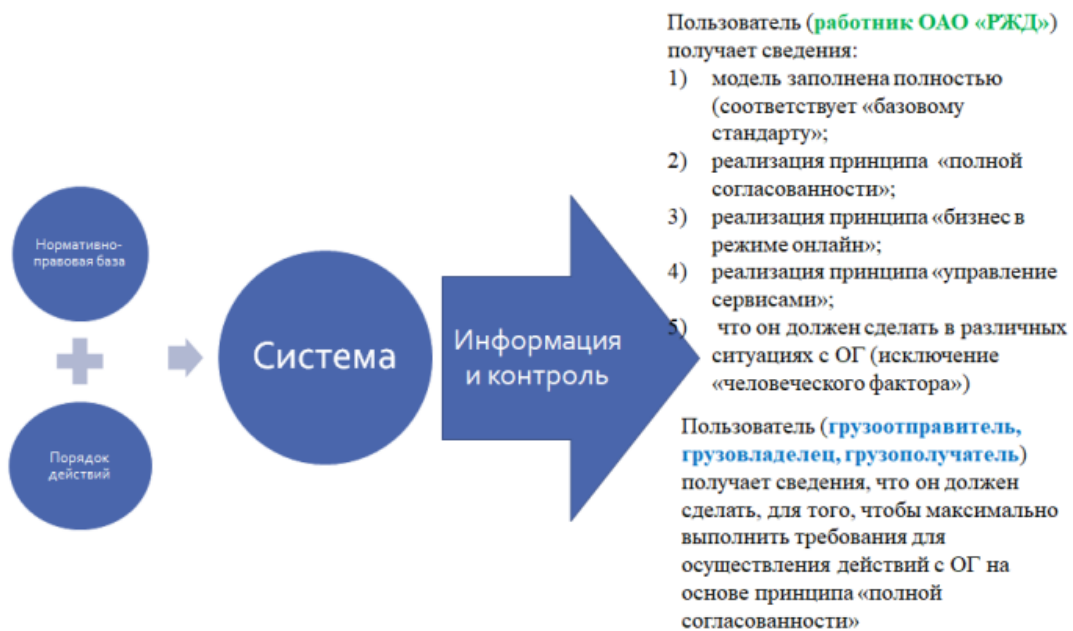 Нормативно-
правовая база
Порядок
действий
Система
Информация
и контроль
Пользователь (работник ОАО «РЖД»)
получает сведения:
1) модель заполнена полностью
(соответствует «базовому
стандарту»;
2) реализация принципа «полной
согласованности»;
3) реализация принципа «бизнес в
режиме онлайн»;
4) реализация принципа «управление
сервисами»;
5) что он должен сделать в различных
ситуациях с ОГ (исключение
«человеческого фактора»)
Пользователь (грузоотправитель,
грузовладелец, грузополучатель)
получает сведения, что он должен
сделать, для того, чтобы максимально
выполнить требования для
осуществления действий с ОГ на
основе принципа «полной
согласованности»